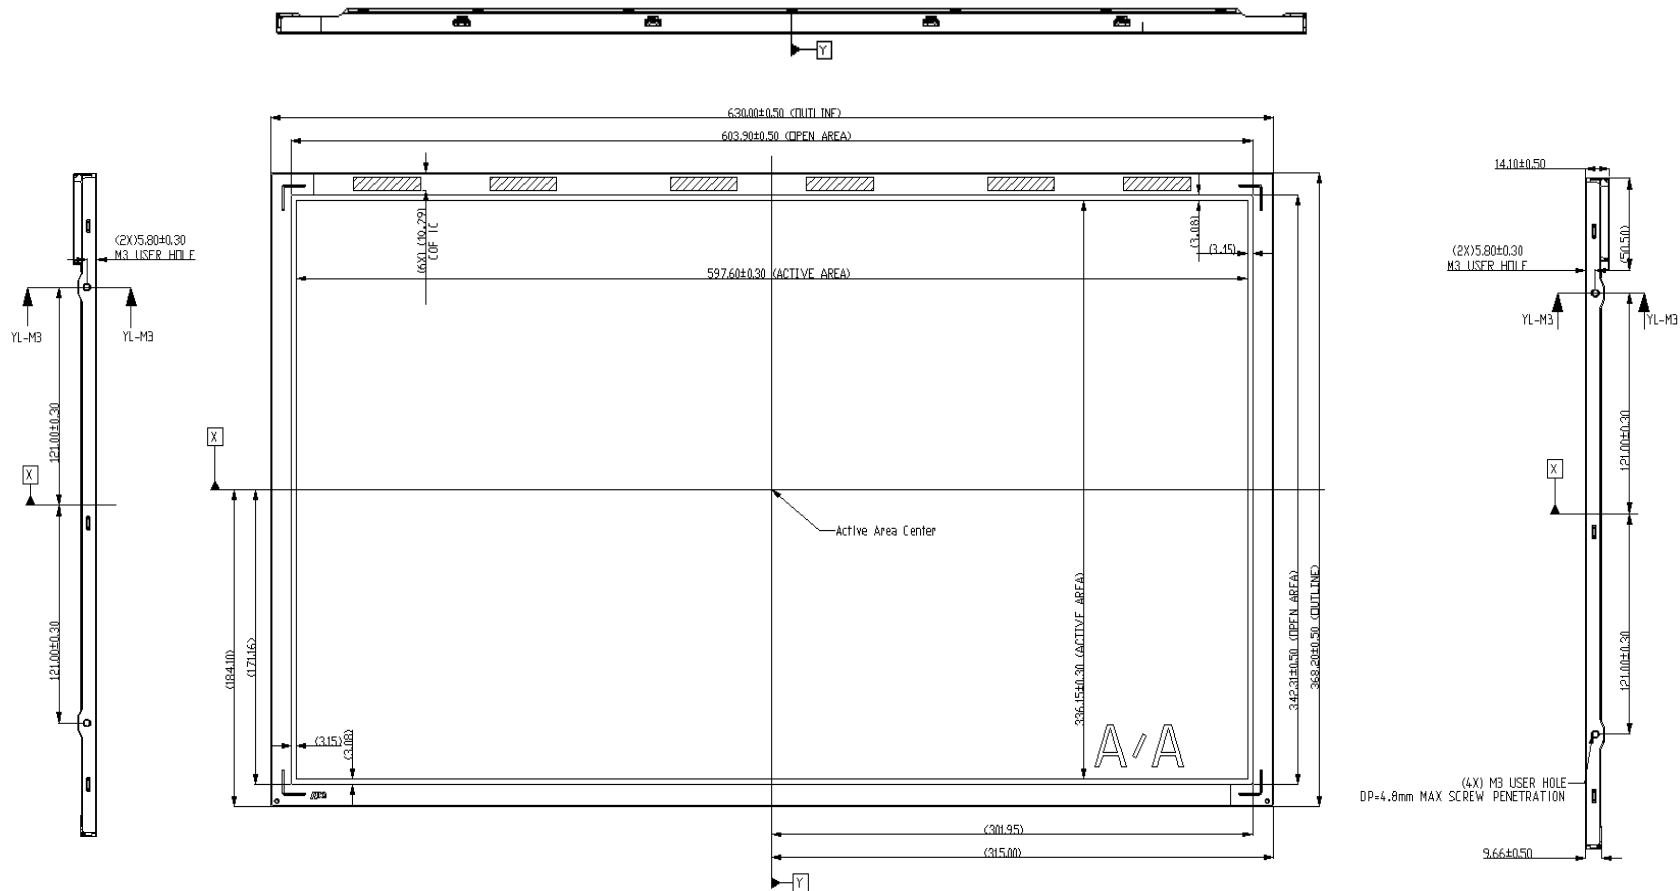 Y
630.00±0.50 (OUTLINE)
603.90±0.50 (OPEN AREA)
14.10±0.50
(2X)5.80±0.30
M3 USER HOLE
(6X) (10.29)
COF IC
(3.08)
(3.15)
(2X)5.80±0.30
M3 USER HOLE
(50.50)
597.60±0.30 (ACTIVE AREA)
YL-M3
YL-M3
YL-M3
YL-M3
121.00±0.30
121.00±0.30
X
X
X
Active Area Center
336.15±0.30 (ACTIVE AREA)
342.31±0.50 (OPEN AREA)
368.20±0.50 (OUTLINE)
121.00±0.30
(184.10)
(171.16)
121.00±0.30
(3.15)
(3.08)
A/A
(4X) M3 USER HOLE
DP=4.8mm MAX SCREW PENETRATION
(301.95)
(315.00)
9.66±0.50
Y